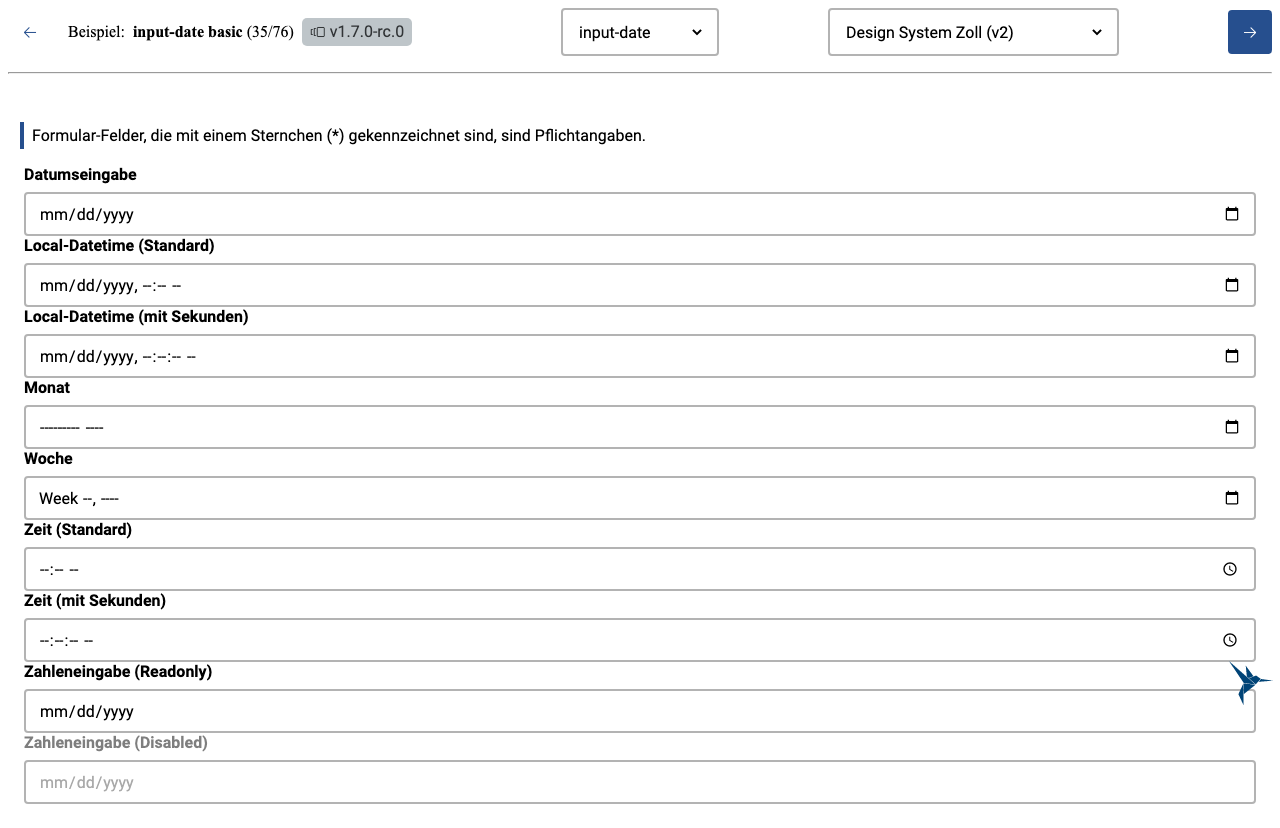 Beispiel: input-date basic (35/76) v1.7.0-rc.0 input-date Design System Zoll (v2)
Formular-Felder, die mit einem Sternchen (*) gekennzeichnet sind, sind Pflichtangaben.
Datumseingabe
mm/dd/yyyy
Local-Datetime (Standard)
mm/dd/yyyy, --:-- --
Local-Datetime (mit Sekunden)
mm/dd/yyyy, --:--:-- --
Monat
--------- ----
Woche
Week --, ----
Zeit (Standard)
--:-- --
Zeit (mit Sekunden)
--:--:-- --
Zahleneingabe (Readonly)
mm/dd/yyyy
Zahleneingabe (Disabled)
mm/dd/yyyy